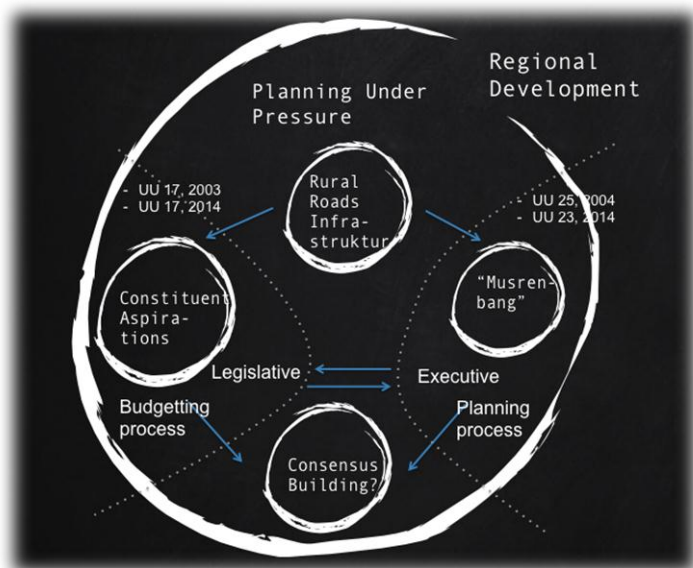 Regional
Development
Planning Under
Pressure
- UU 17, 2003
- UU 17, 2014
Rural
Roads
Infra-
struktur
- UU 25, 2004
- UU 23, 2014
Constituent
Aspira-
tions
“Musren-
bang”
Legislative
Executive
Budgetting
process
Planning
process
Consensus
Building?